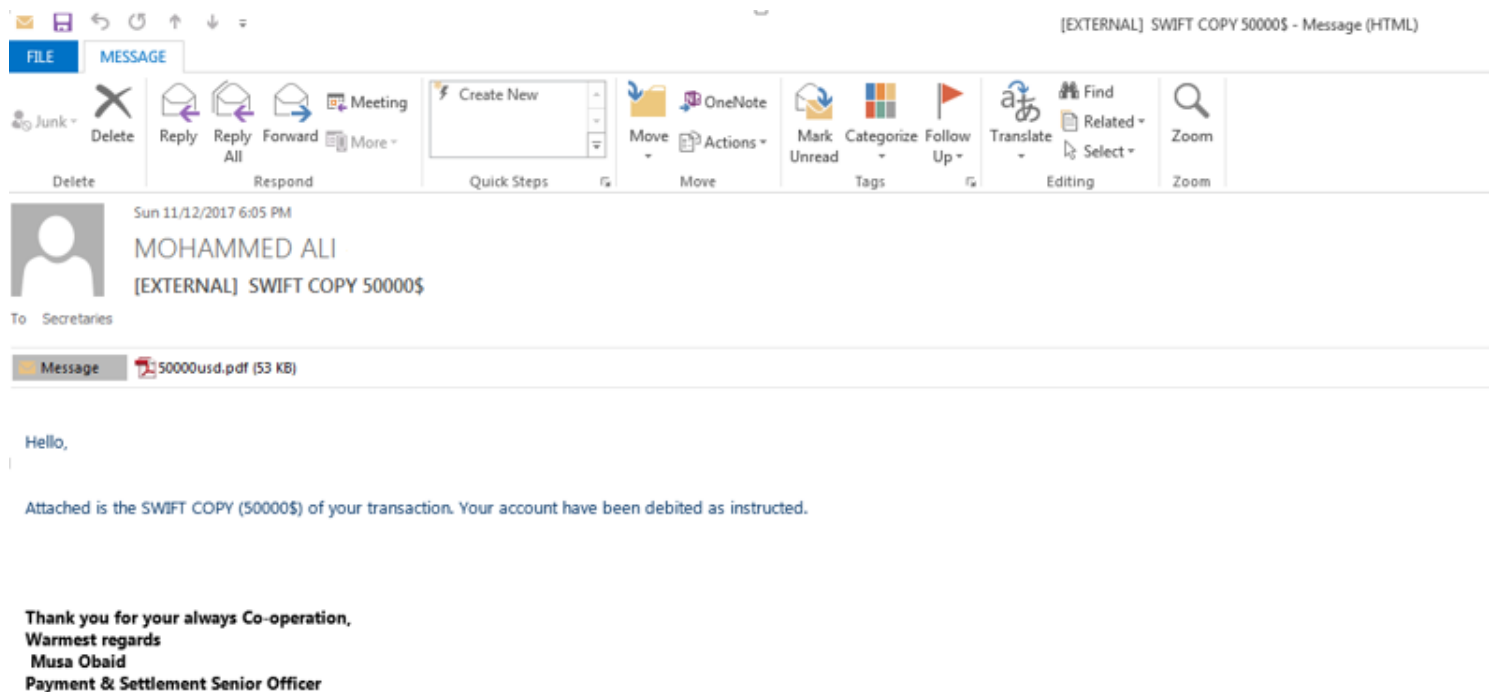 [EXTERNAL] SWIFT COPY 50000$ - Message (HTML)
FILE MESSAGE
Junk
Delete
Reply
Reply All
Forward
Meeting
More
Create New
Move
OneNote
Actions
Mark Unread
Categorize
Follow Up
Translate
Find
Related
Select
Zoom
Delete Respond Quick Steps Move Tags Editing Zoom
Sun 11/12/2017 6:05 PM
MOHAMMED ALI
[EXTERNAL] SWIFT COPY 50000$
To Secretaries
Message 50000usd.pdf (53 KB)
Hello,
Attached is the SWIFT COPY (50000$) of your transaction. Your account have been debited as instructed.
Thank you for your always Co-operation,
Warmest regards
Musa Obaid
Payment & Settlement Senior Officer